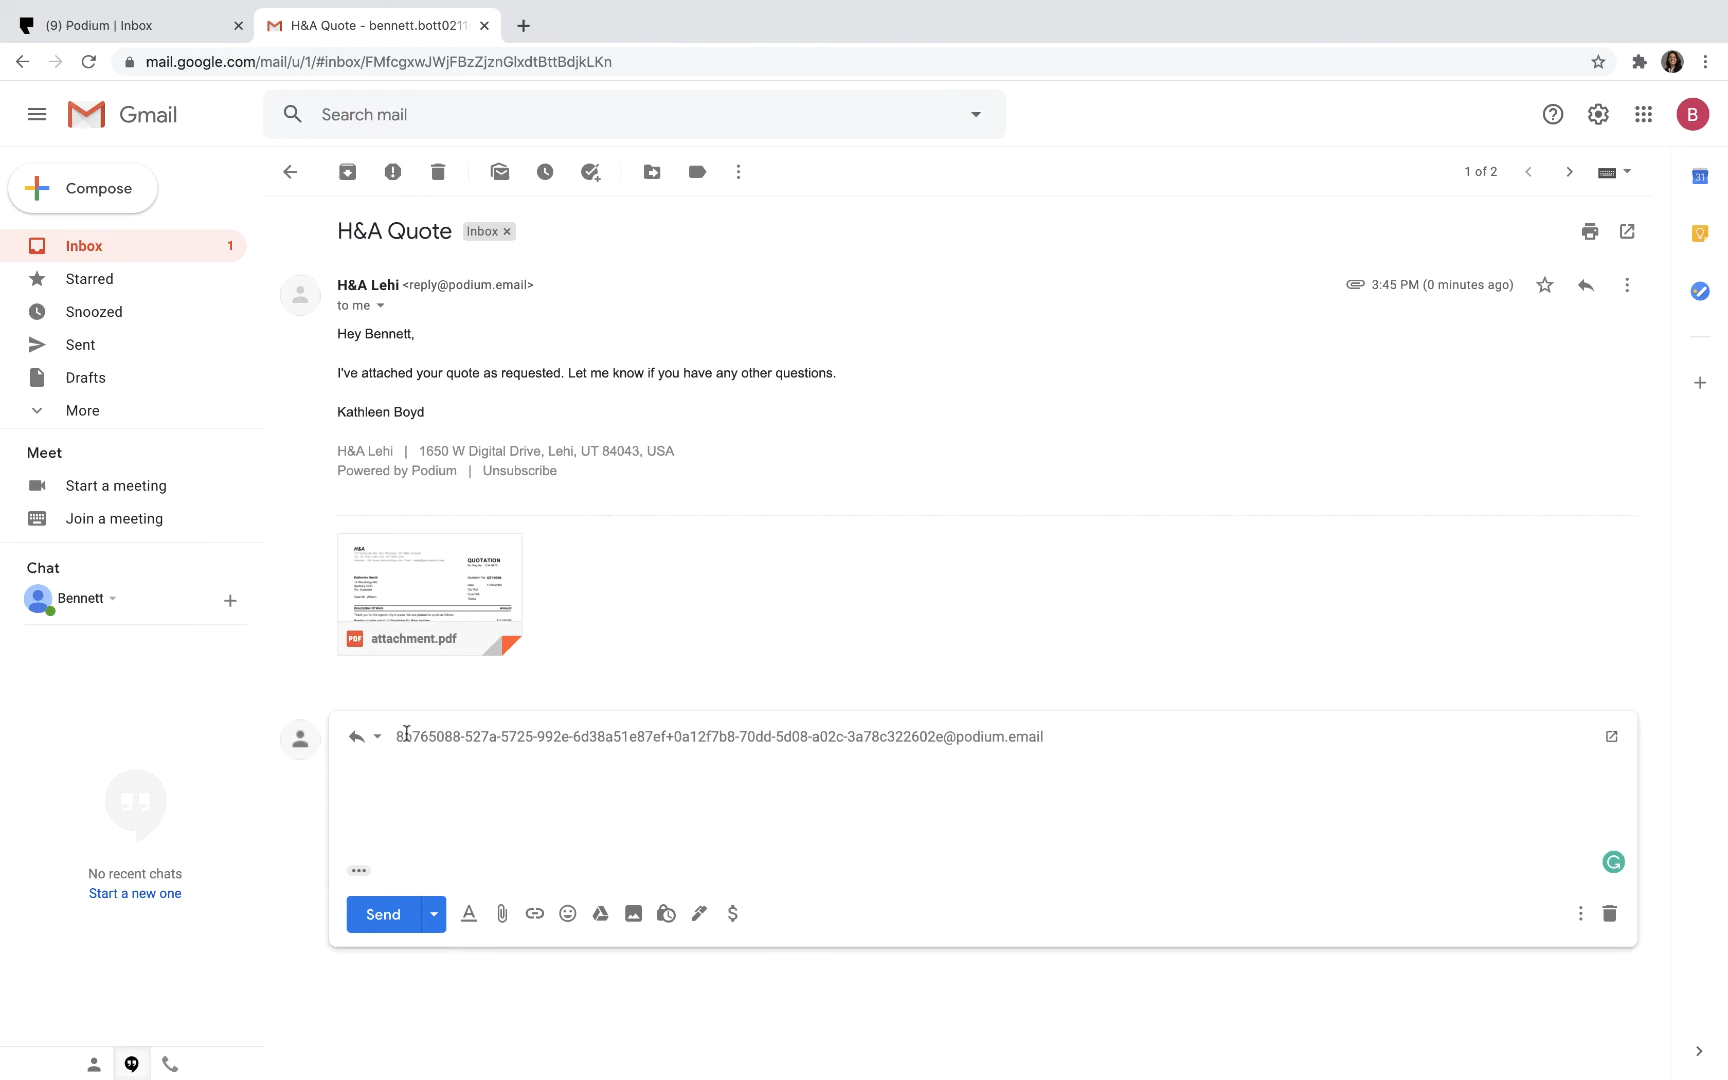 (9) Podium | Inbox
H&A Quote - bennett.bott0211
mail.google.com/mail/u/1/#inbox/FMfcgxwJWjFBzZjznGlxdtBttBdjkLKn
Gmail
Search mail
B
Compose
1 of 2
31
H&A Quote
Inbox ×
Inbox 1
Starred
Snoozed
Sent
Drafts
More
H&A Lehi <reply@podium.email>
3:45 PM (0 minutes ago)
to me
Hey Bennett,
I've attached your quote as requested. Let me know if you have any other questions.
Kathleen Boyd
H&A Lehi | 1650 W Digital Drive, Lehi, UT 84043, USA
Powered by Podium | Unsubscribe
Meet
Start a meeting
Join a meeting
Chat
Bennett
H&A
QUOTATION
PDF attachment.pdf
765088-527a-5725-992e-6d38a51e87ef+0a12f7b8-70dd-5d08-a02c-3a78c322602e@podium.email
No recent chats
Start a new one
G
Send